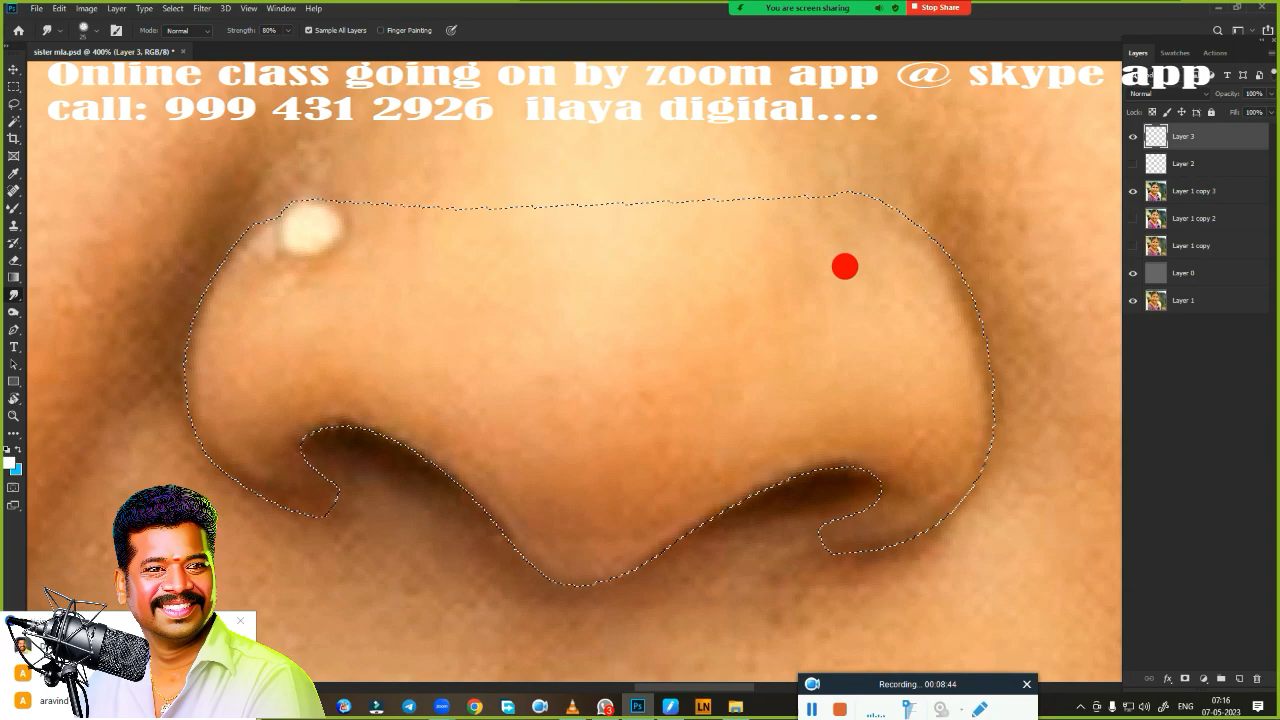 File Edit Image Layer Type Select Filter 3D View Window Help
You are screen sharing Stop Share
Mode: Normal Strength: 80% Sample All Layers Finger Painting
25
sister mla.psd @ 400% (Layer 3, RGB/8) * ×
Online class going on by zoom app @ skype app
call: 999 431 2926 ilaya digital....
Layers Swatches Actions
Normal Opacity: 100%
Lock: Fill: 100%
Layer 3
Layer 2
Layer 1 copy 3
Layer 1 copy 2
Layer 1 copy
Layer 0
Layer 1
A
A aravind
Recording... 00:08:44
zoom Ps LN
ENG 07:16
07-05-2023